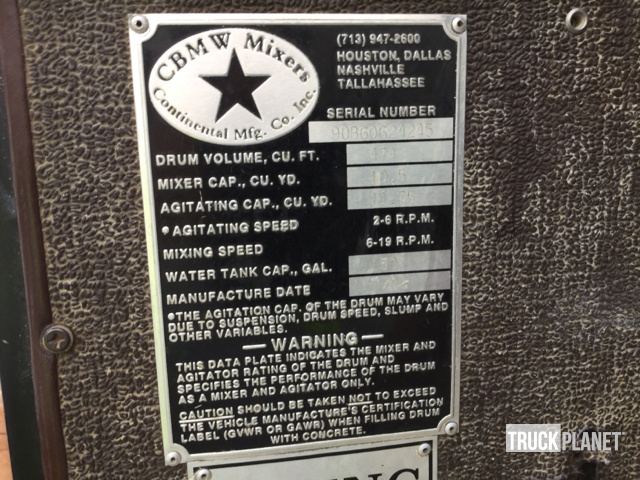 CBMW Mixers
Continental Mfg. Co. Inc.
(713) 947-2600
HOUSTON, DALLAS
NASHVILLE
TALLAHASSEE
SERIAL NUMBER
DRUM VOLUME, CU. FT.
MIXER CAP., CU. YD. 10.5
AGITATING CAP., CU. YD.
•AGITATING SPEED 2-6 R.P.M.
MIXING SPEED 6-19 R.P.M.
WATER TANK CAP., GAL.
MANUFACTURE DATE
•THE AGITATION CAP. OF THE DRUM MAY VARY
DUE TO SUSPENSION, DRUM SPEED, SLUMP AND
OTHER VARIABLES.
— WARNING —
THIS DATA PLATE INDICATES THE MIXER AND
AGITATOR RATING OF THE DRUM AND
SPECIFIES THE PERFORMANCE OF THE DRUM
AS A MIXER AND AGITATOR ONLY.
CAUTION SHOULD BE TAKEN NOT TO EXCEED
THE VEHICLE MANUFACTURE'S CERTIFICATION
LABEL (GVWR OR GAWR) WHEN FILLING DRUM
WITH CONCRETE.
TRUCKPLANET